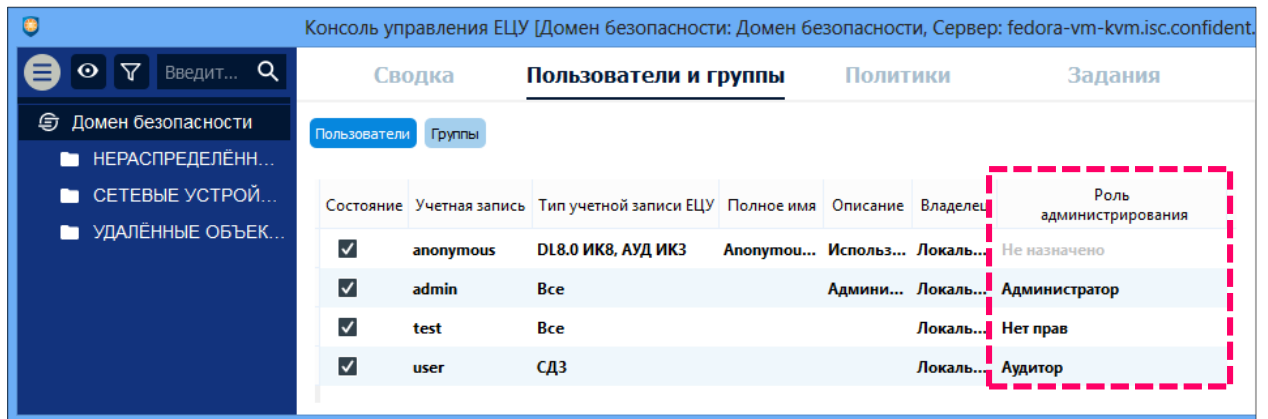 Консоль управления ЕЦУ [Домен безопасности: Домен безопасности, Сервер: fedora-vm-kvm.isc.confident.
Введит...
Сводка Пользователи и группы Политики Задания
Домен безопасности
Пользователи Группы
НЕРАСПРЕДЕЛЁНН...
СЕТЕВЫЕ УСТРОЙ...
УДАЛЁННЫЕ ОБЪЕК...
Состояние Учетная запись Тип учетной записи ЕЦУ Полное имя Описание Владелец Роль администрирования
anonymous DL8.0 ИК8, АУД ИК3 Anonymou... Использ... Локаль... Не назначено
admin Все Админи... Локаль... Администратор
test Все Локаль... Нет прав
user СДЗ Локаль... Аудитор